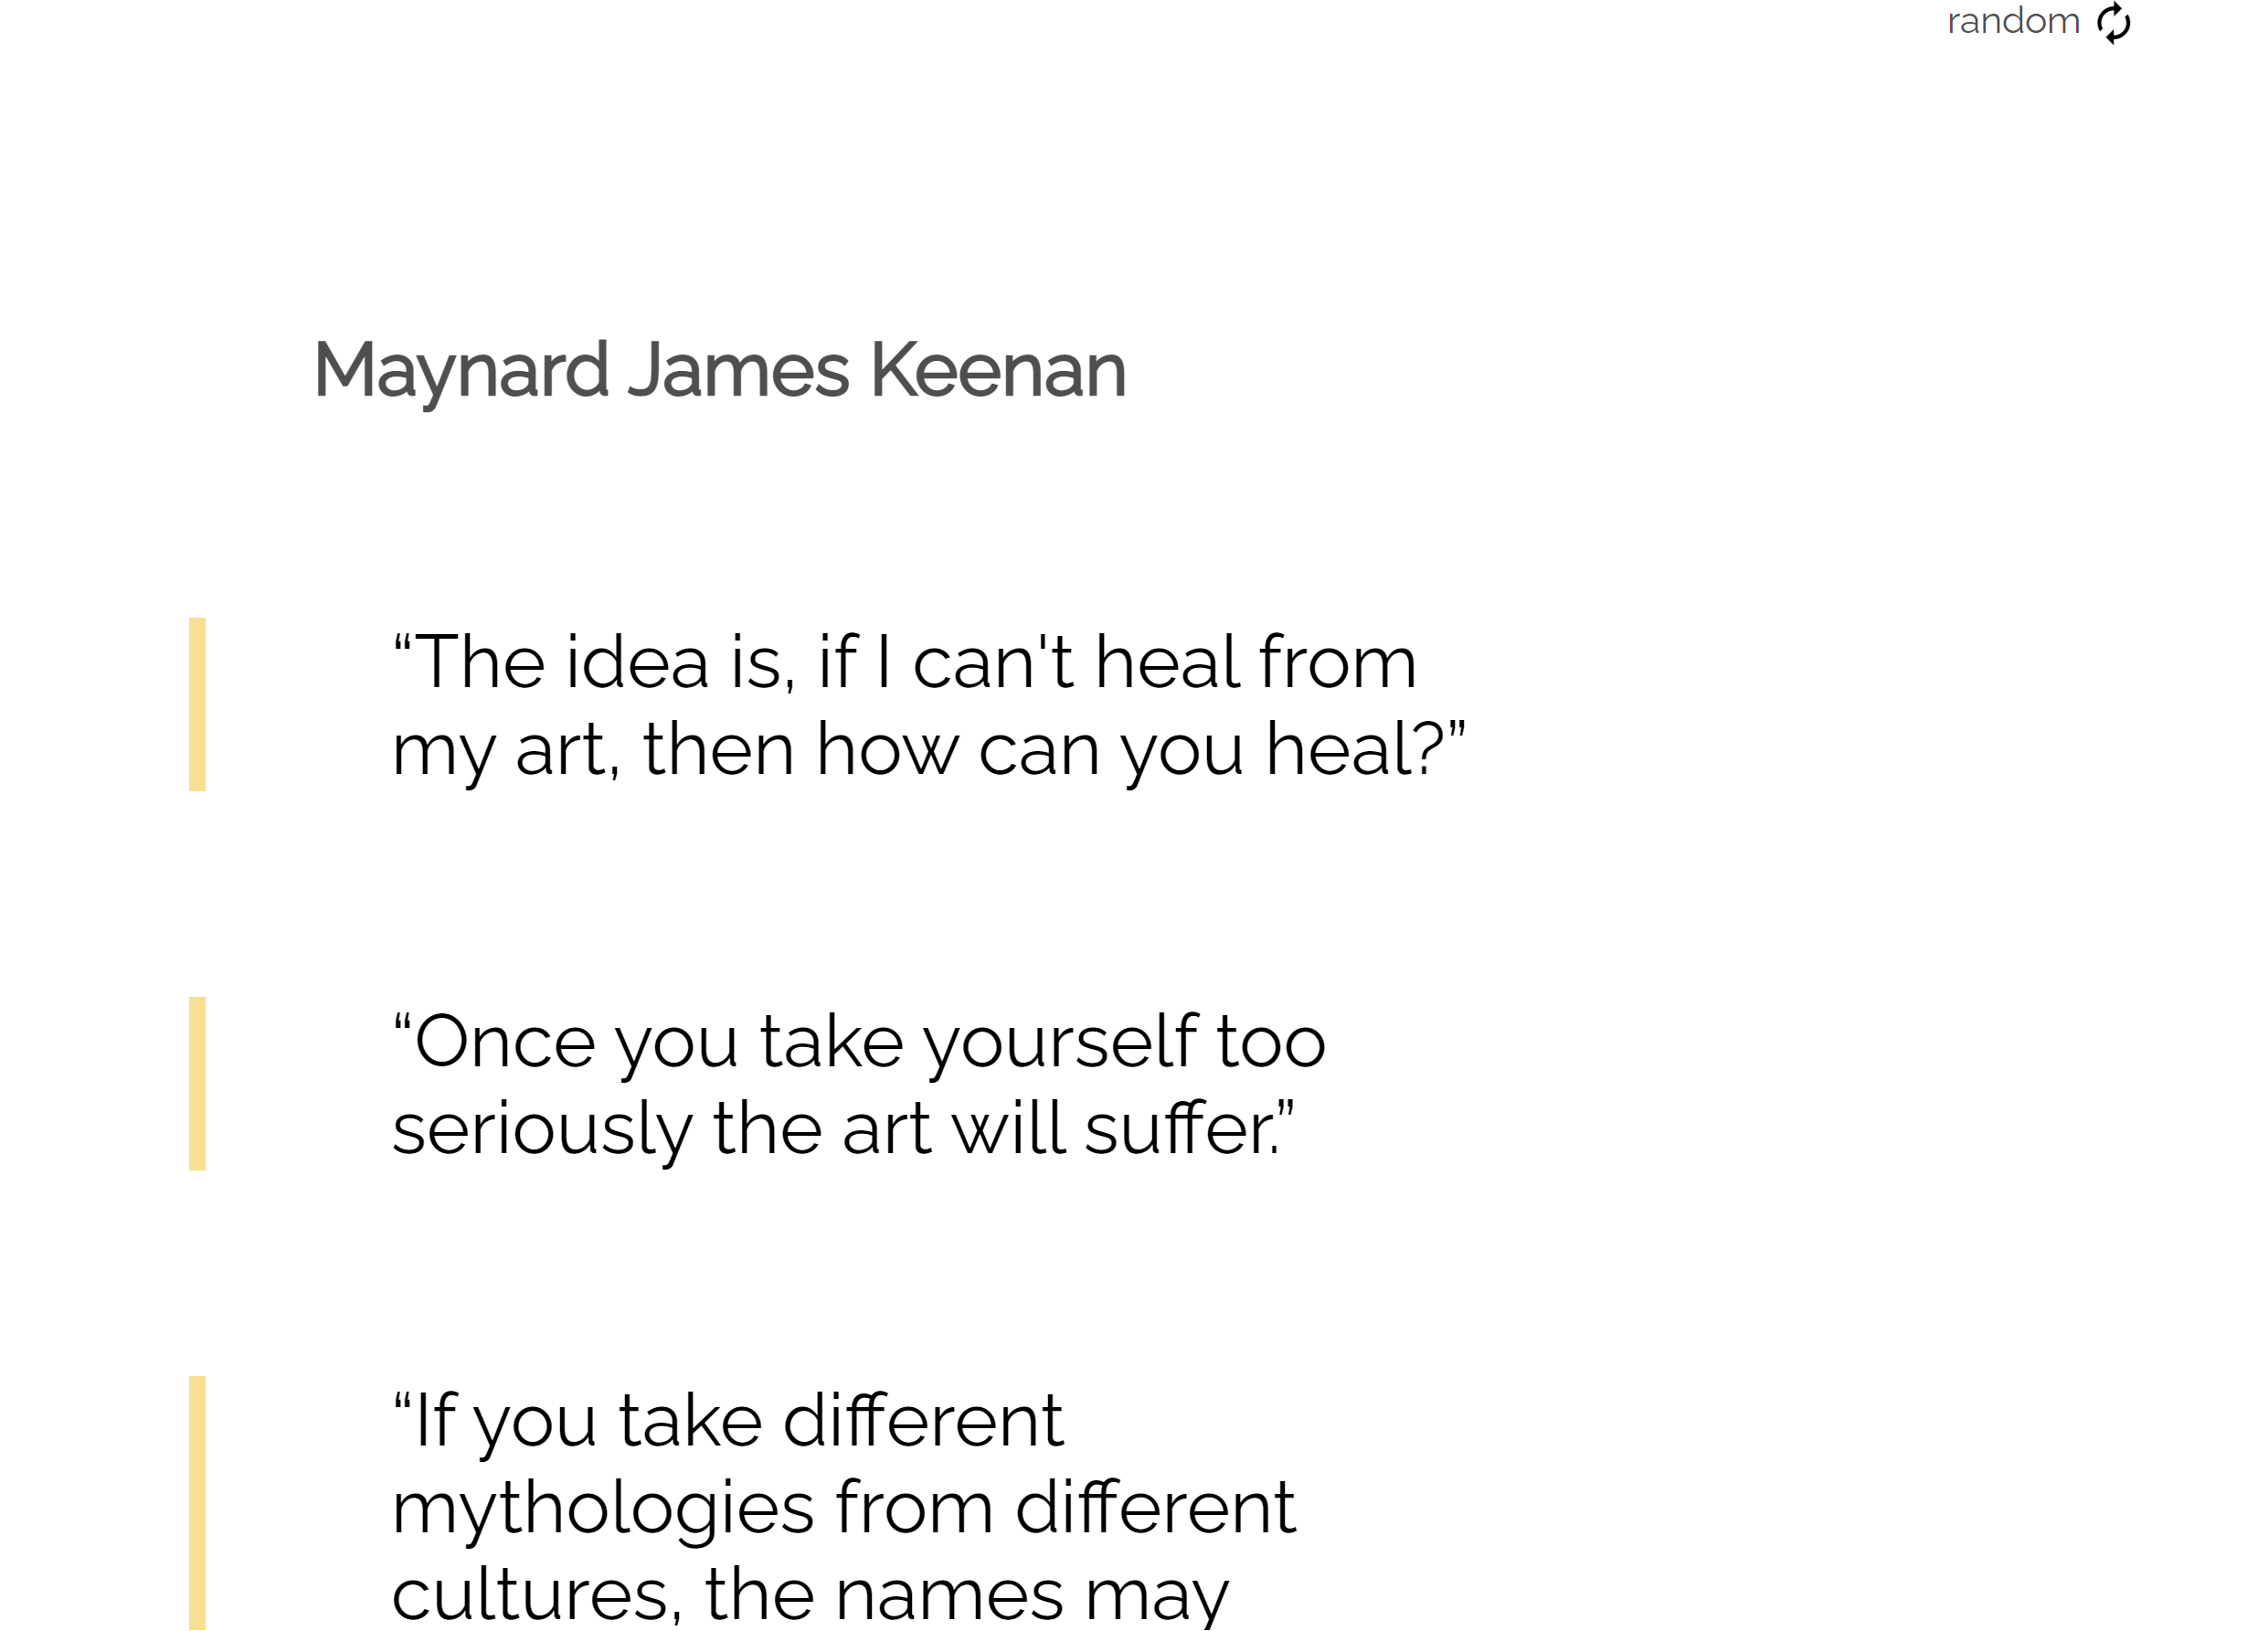 random
Maynard James Keenan
“The idea is, if I can't heal from
my art, then how can you heal?”
“Once you take yourself too
seriously the art will suffer.”
“If you take different
mythologies from different
cultures, the names may